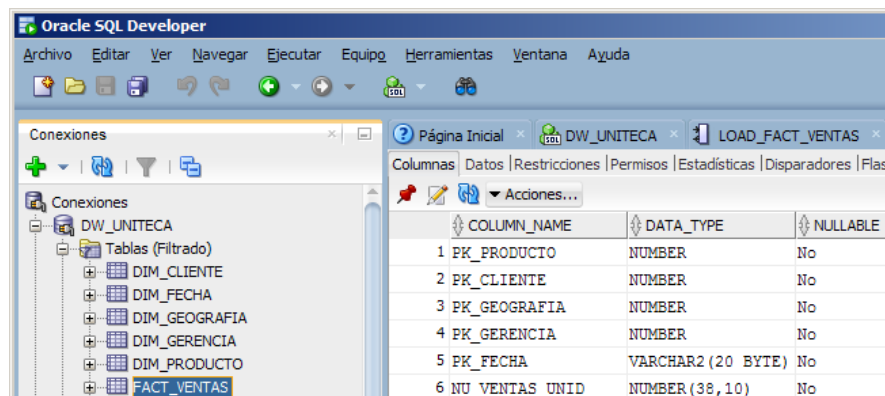 Oracle SQL Developer
Archivo Editar Ver Navegar Ejecutar Equipo Herramientas Ventana Ayuda
Conexiones
Conexiones
DW_UNITECA
Tablas (Filtrado)
DIM_CLIENTE
DIM_FECHA
DIM_GEOGRAFIA
DIM_GERENCIA
DIM_PRODUCTO
FACT_VENTAS
Página Inicial DW_UNITECA LOAD_FACT_VENTAS
Columnas Datos |Restricciones |Permisos |Estadísticas |Disparadores |Flas
Acciones...
COLUMN_NAME DATA_TYPE NULLABLE
1 PK_PRODUCTO NUMBER No
2 PK_CLIENTE NUMBER No
3 PK_GEOGRAFIA NUMBER No
4 PK_GERENCIA NUMBER No
5 PK_FECHA VARCHAR2(20 BYTE) No
6 NU_VENTAS_UNID NUMBER(38,10) No